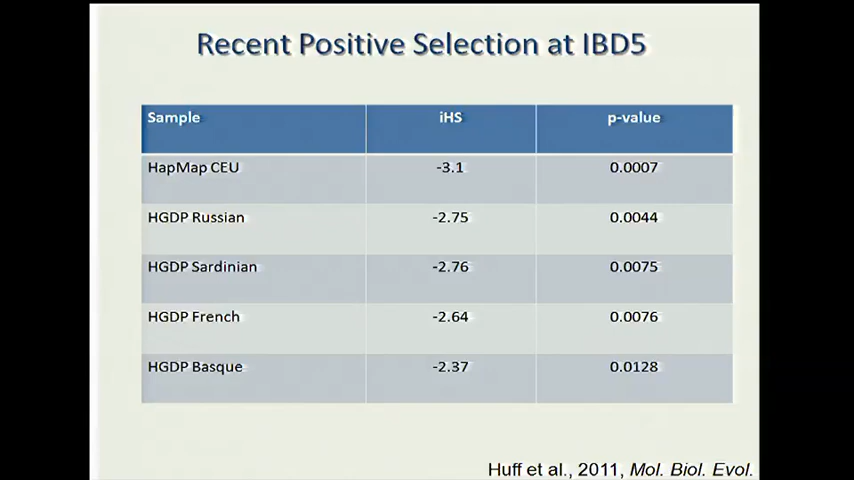 Recent Positive Selection at IBD5
Sample iHS p-value
HapMap CEU -3.1 0.0007
HGDP Russian -2.75 0.0044
HGDP Sardinian -2.76 0.0075
HGDP French -2.64 0.0076
HGDP Basque -2.37 0.0128
Huff et al., 2011, Mol. Biol. Evol.